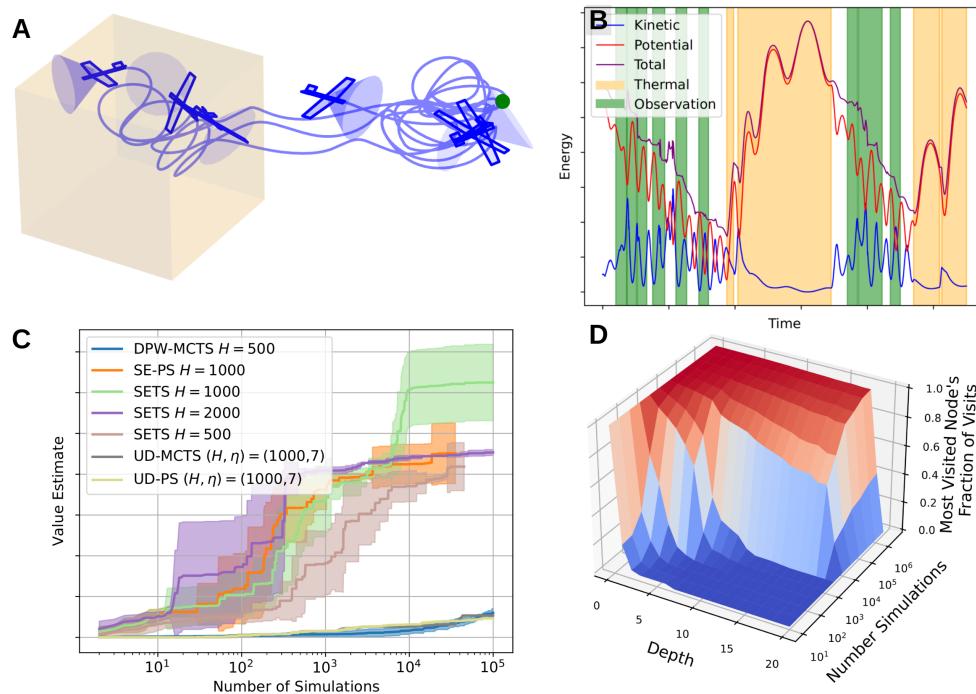 A
B
Kinetic
Potential
Total
Thermal
Observation
Energy
Time
C
DPW-MCTS H = 500
SE-PS H = 1000
SETS H = 1000
SETS H = 2000
SETS H = 500
UD-MCTS (H, η) = (1000,7)
UD-PS (H, η) = (1000,7)
Value Estimate
10¹ 10² 10³ 10⁴ 10⁵
Number of Simulations
D
1.0
0.8
0.6
0.4
0.2
0.0
Most Visited Node's
Fraction of Visits
0 5 10 15 20
Depth
10¹ 10² 10³ 10⁴ 10⁵ 10⁶
Number Simulations